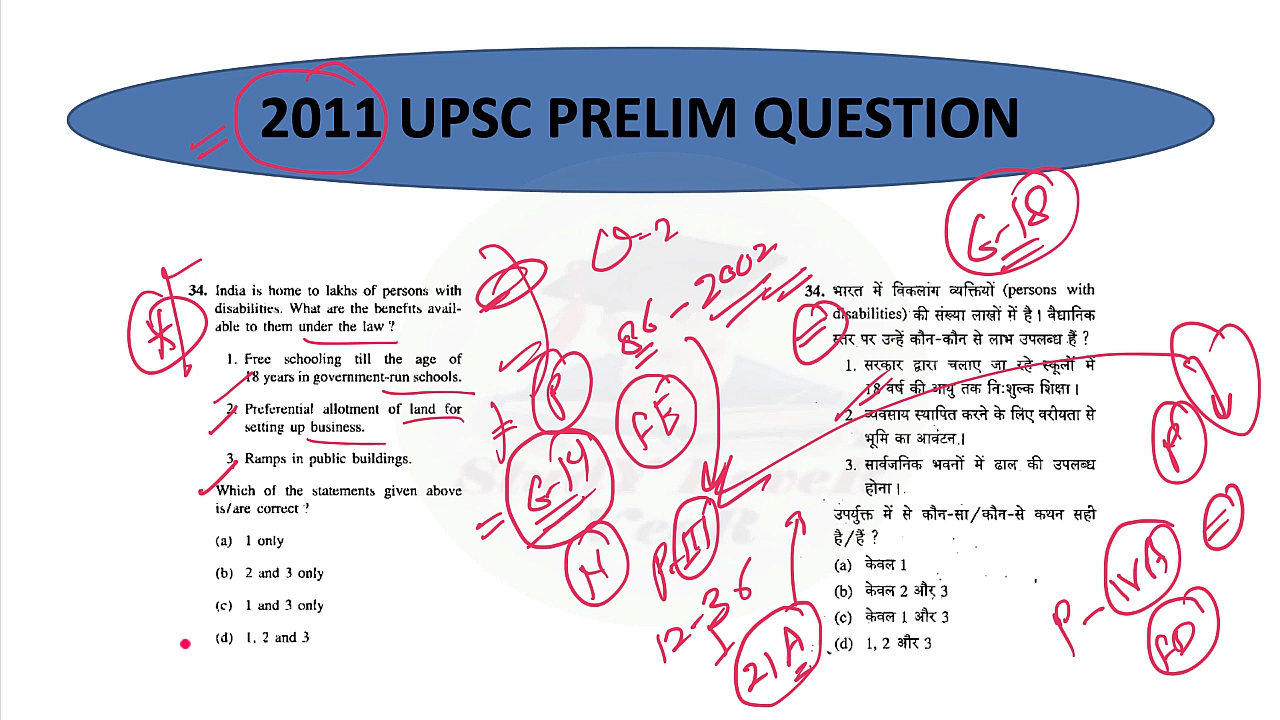 2011 UPSC PRELIM QUESTION
34. India is home to lakhs of persons with
disabilities. What are the benefits avail-
able to them under the law ?
1. Free schooling till the age of
18 years in government-run schools.
2. Preferential allotment of land for
setting up business.
3. Ramps in public buildings.
Which of the statements given above
is/are correct ?
(a) 1 only
(b) 2 and 3 only
(c) 1 and 3 only
(d) 1, 2 and 3
86 - 2002
FE
6-14
P-III
12-36
21A
34. भारत में विकलांग व्यक्तियों (persons with
disabilities) की संख्या लाखों में है। वैधानिक
स्तर पर उन्हें कौन-कौन से लाभ उपलब्ध हैं ?
1. सरकार द्वारा चलाए जा रहे स्कूलों में
18 वर्ष की आयु तक नि:शुल्क शिक्षा।
2. व्यवसाय स्थापित करने के लिए वरीयता से
भूमि का आवंटन।
3. सार्वजनिक भवनों में ढाल की उपलब्ध
होना।
उपर्युक्त में से कौन-सा/कौन-से कथन सही
है/हैं ?
(a) केवल 1
(b) केवल 2 और 3
(c) केवल 1 और 3
(d) 1, 2 और 3
6-18
P-IVA
FD